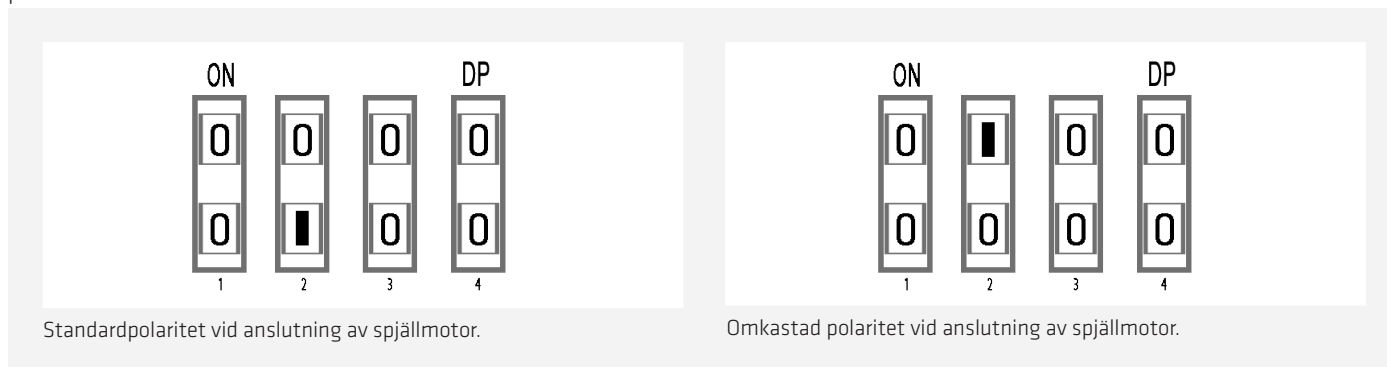 ON DP
0 0 0 0
0 0 0
1 2 3 4
Standardpolaritet vid anslutning av spjällmotor.
ON DP
0 0 0
0 0 0 0
1 2 3 4
Omkastad polaritet vid anslutning av spjällmotor.